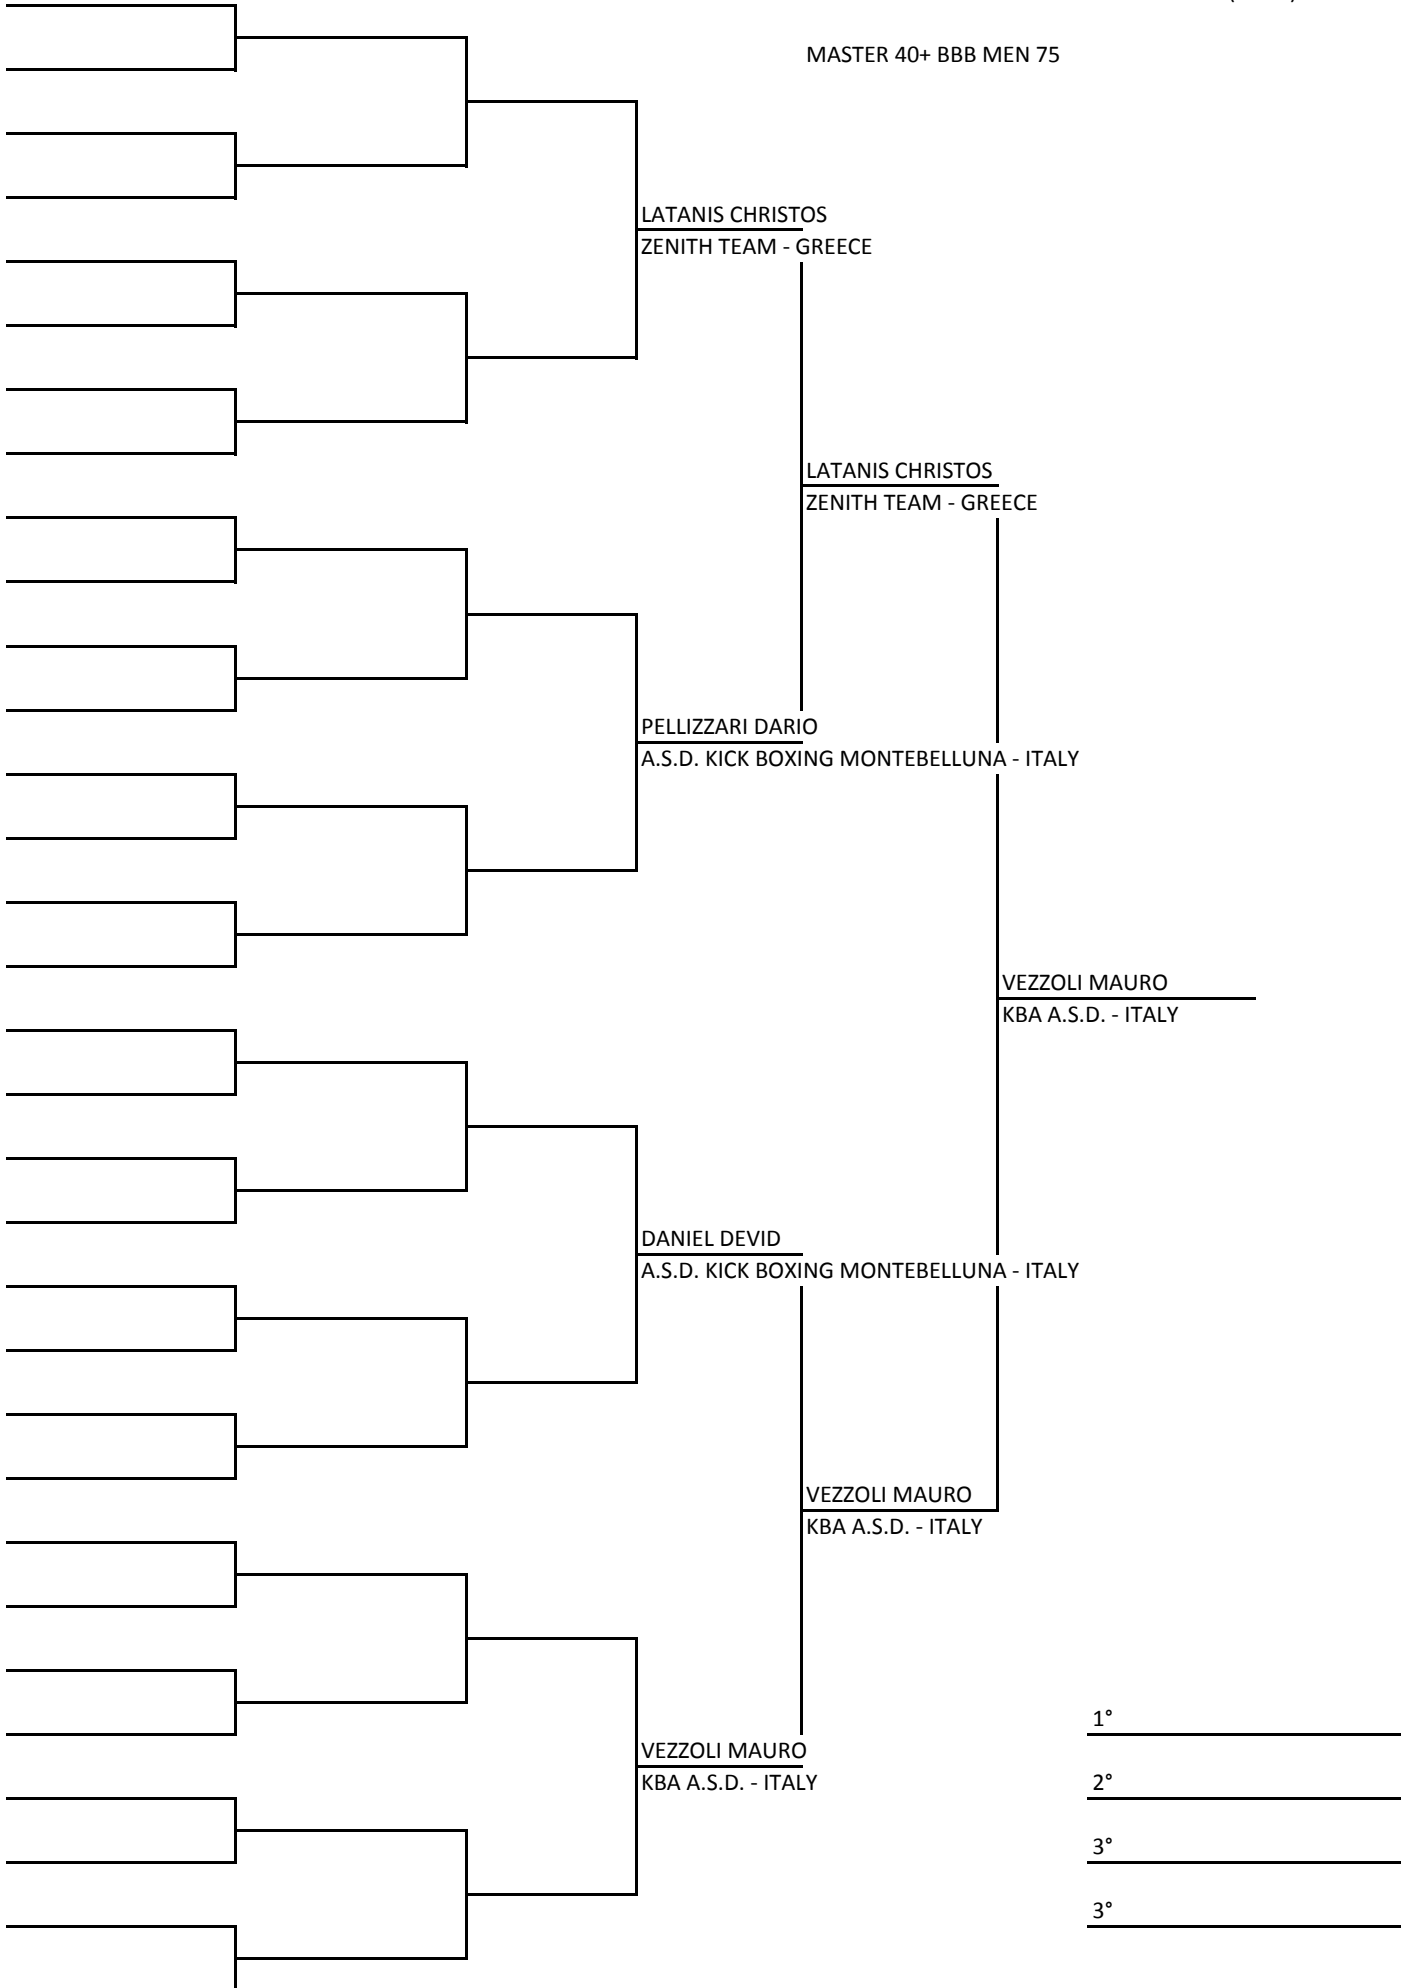 MASTER 40+ BBB MEN 75
LATANIS CHRISTOS
ZENITH TEAM - GREECE
LATANIS CHRISTOS
ZENITH TEAM - GREECE
PELLIZZARI DARIO
A.S.D. KICK BOXING MONTEBELLUNA - ITALY
VEZZOLI MAURO
KBA A.S.D. - ITALY
DANIEL DEVID
A.S.D. KICK BOXING MONTEBELLUNA - ITALY
VEZZOLI MAURO
KBA A.S.D. - ITALY
1°
VEZZOLI MAURO
KBA A.S.D. - ITALY
2°
3°
3°